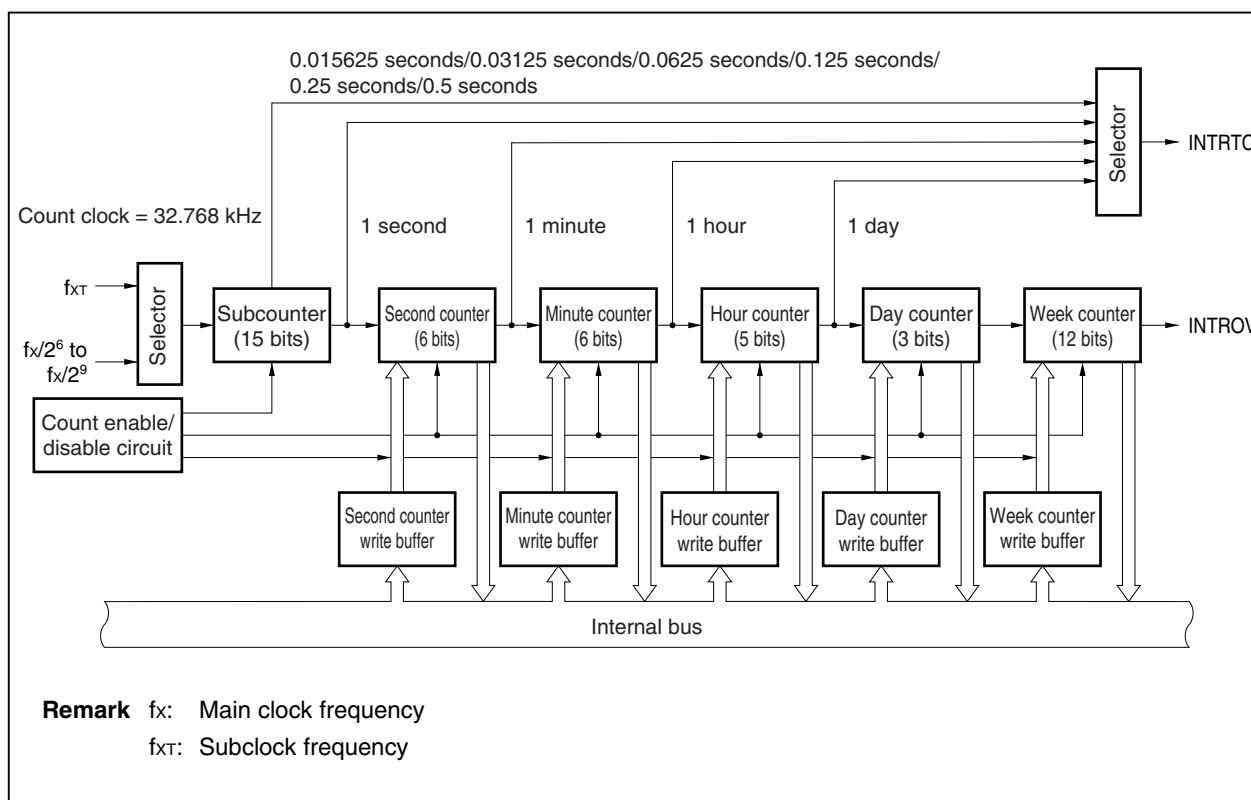 0.015625 seconds/0.03125 seconds/0.0625 seconds/0.125 seconds/
0.25 seconds/0.5 seconds
Selector
INTRTC
Count clock = 32.768 kHz
1 second
1 minute
1 hour
1 day
fXT
fX/2⁶ to
fX/2⁹
Selector
Subcounter
(15 bits)
Second counter
(6 bits)
Minute counter
(6 bits)
Hour counter
(5 bits)
Day counter
(3 bits)
Week counter
(12 bits)
INTROV
Count enable/
disable circuit
Second counter
write buffer
Minute counter
write buffer
Hour counter
write buffer
Day counter
write buffer
Week counter
write buffer
Internal bus
Remark fX: Main clock frequency
fXT: Subclock frequency